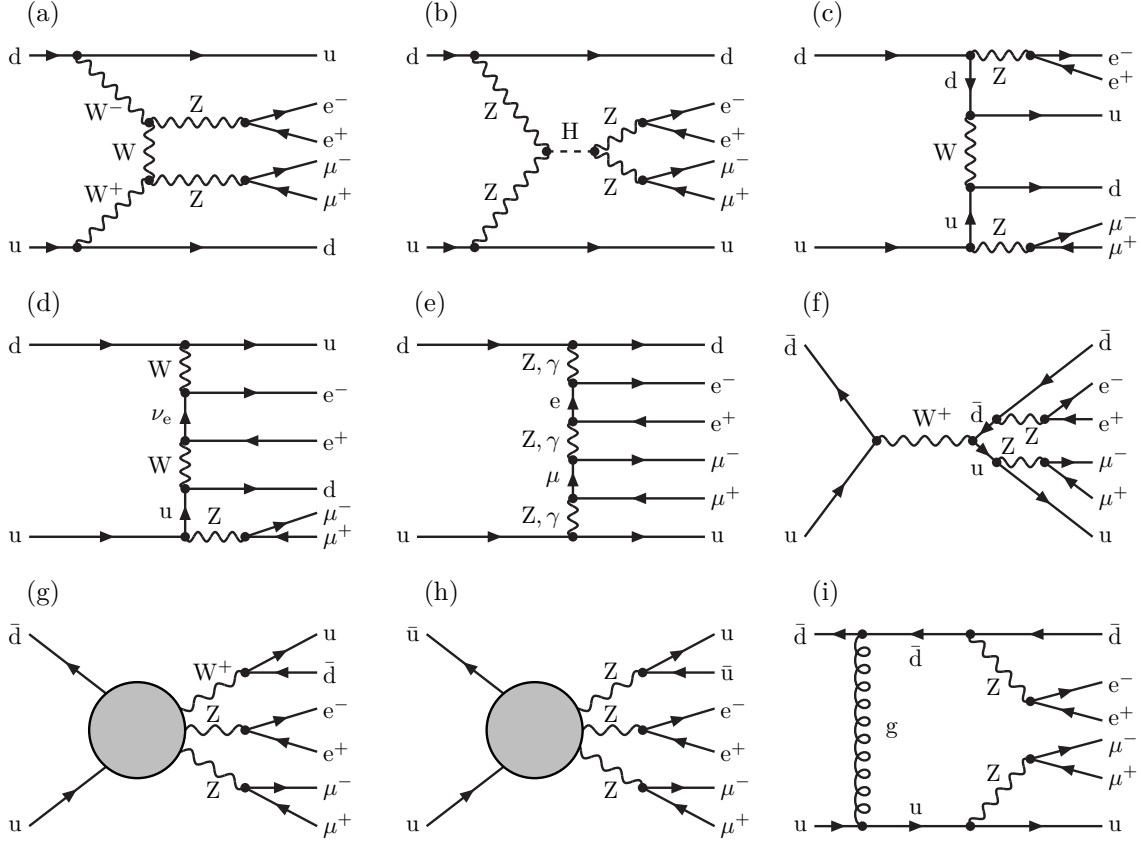 (a) (b) (c)
d W− W W+ u Z Z u e− e+ μ− μ+ d
d Z Z u H Z Z d e− e+ μ− μ+ u
d d W u u Z Z e− e+ u d μ− μ+
(d) (e) (f)
d W νe W u u Z u e− e+ d μ− μ+
d Z, γ e Z, γ μ Z, γ u d e− e+ μ− μ+ u
d̄ u W+ d̄ u Z Z d̄ e− e+ μ− μ+ u
(g) (h) (i)
d̄ u W+ Z Z u d̄ e− e+ μ− μ+
ū u Z Z Z u ū e− e+ μ− μ+
d̄ u g d̄ u Z Z d̄ e− e+ μ− μ+ u